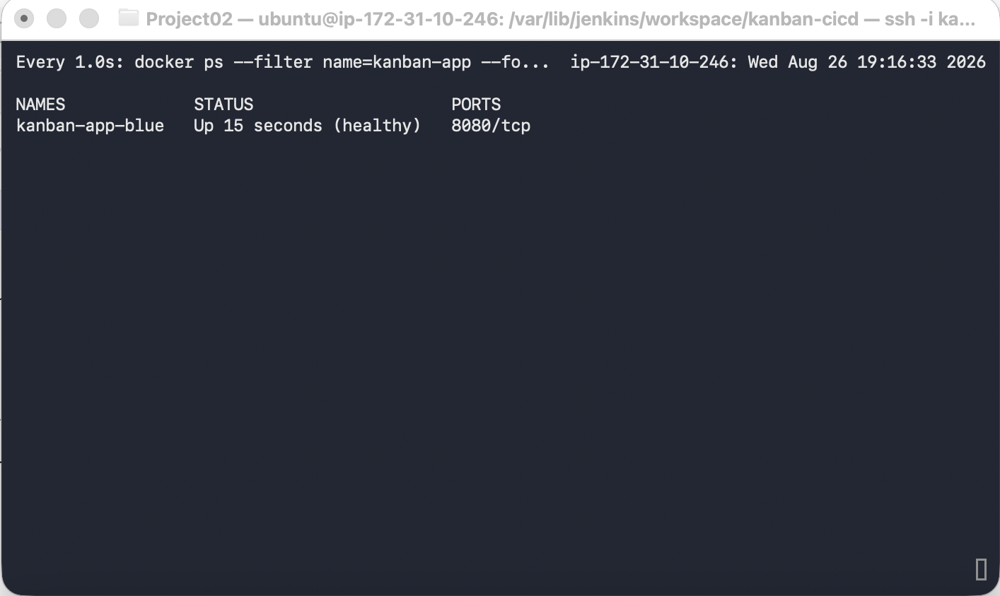 Project02 — ubuntu@ip-172-31-10-246: /var/lib/jenkins/workspace/kanban-cicd — ssh -i ka...
Every 1.0s: docker ps --filter name=kanban-app --fo...  ip-172-31-10-246: Wed Aug 26 19:16:33 2026
NAMES             STATUS                    PORTS
kanban-app-blue   Up 15 seconds (healthy)   8080/tcp